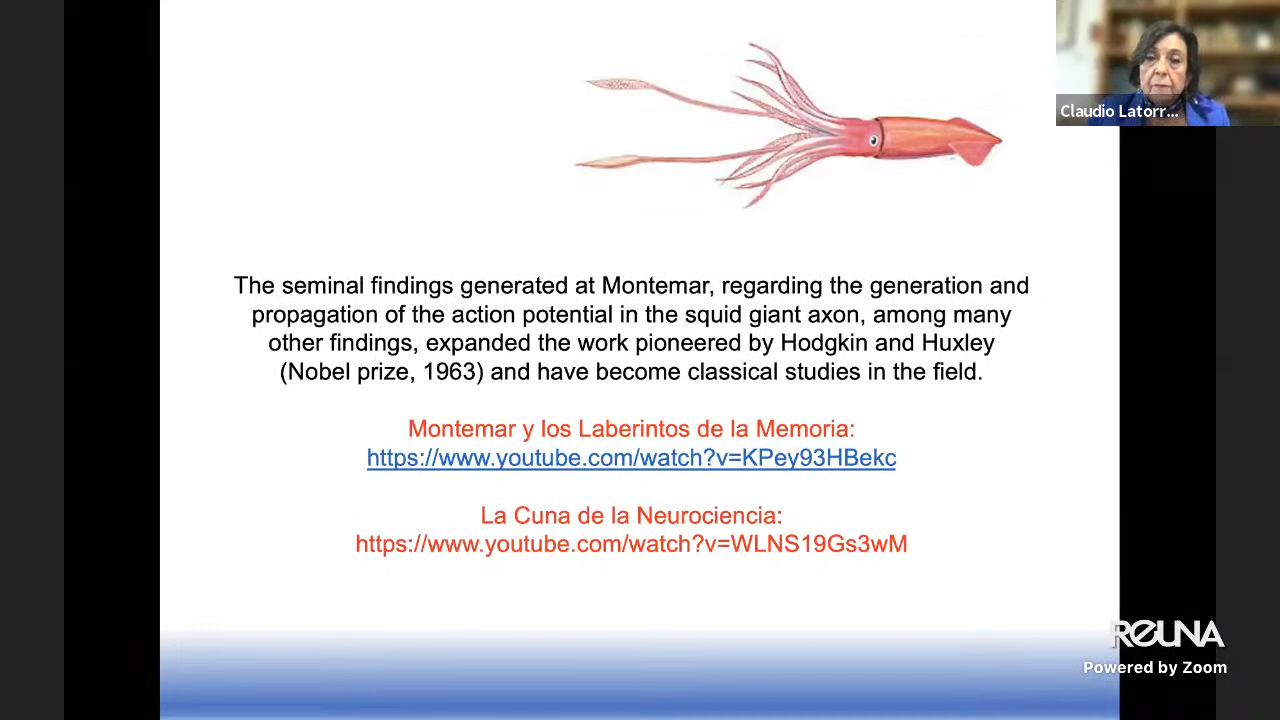 Claudio Latorr...
The seminal findings generated at Montemar, regarding the generation and
propagation of the action potential in the squid giant axon, among many
other findings, expanded the work pioneered by Hodgkin and Huxley
(Nobel prize, 1963) and have become classical studies in the field.
Montemar y los Laberintos de la Memoria:
https://www.youtube.com/watch?v=KPey93HBekc
La Cuna de la Neurociencia:
https://www.youtube.com/watch?v=WLNS19Gs3wM
REUNA
Powered by Zoom